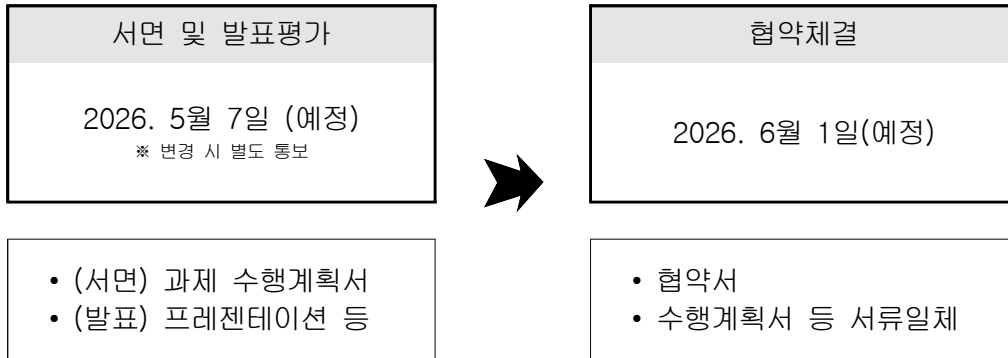 서면 및 발표평가
2026. 5월 7일 (예정)
※ 변경 시 별도 통보
• (서면) 과제 수행계획서
• (발표) 프레젠테이션 등
협약체결
2026. 6월 1일(예정)
• 협약서
• 수행계획서 등 서류일체